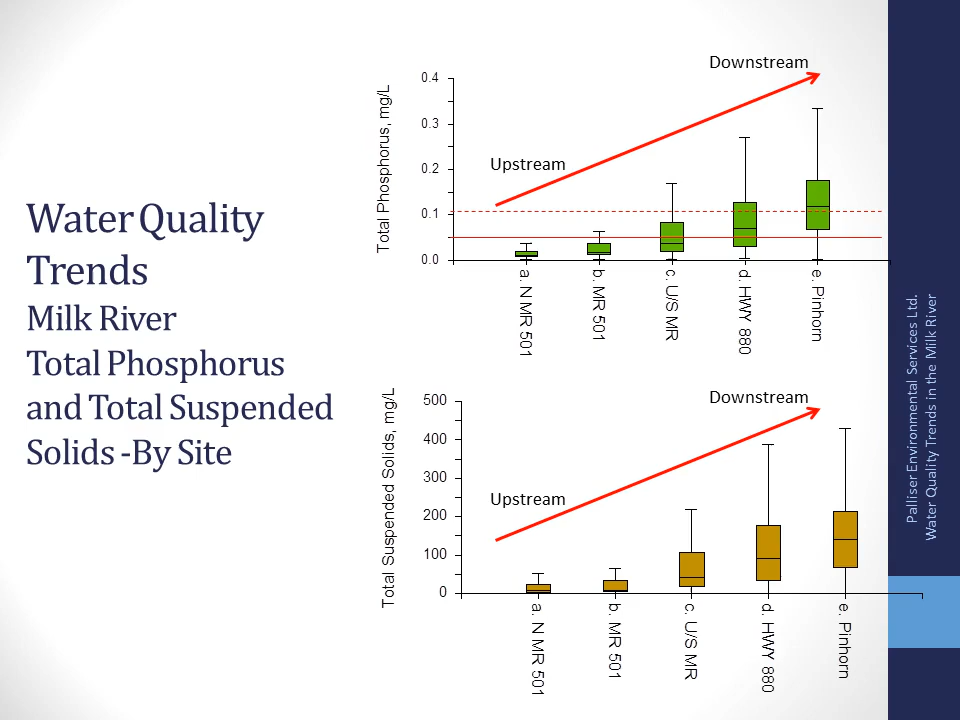 Water Quality
Trends
Milk River
Total Phosphorus
and Total Suspended
Solids -By Site
Downstream
Upstream
Total Phosphorus, mg/L
0.4
0.3
0.2
0.1
0.0
a. N MR 501
b. MR 501
c. U/S MR
d. HWY 880
e. Pinhorn
Downstream
Upstream
Total Suspended Solids, mg/L
500
400
300
200
100
0
a. N MR 501
b. MR 501
c. U/S MR
d. HWY 880
e. Pinhorn
Palliser Environmental Services Ltd.
Water Quality Trends in the Milk River